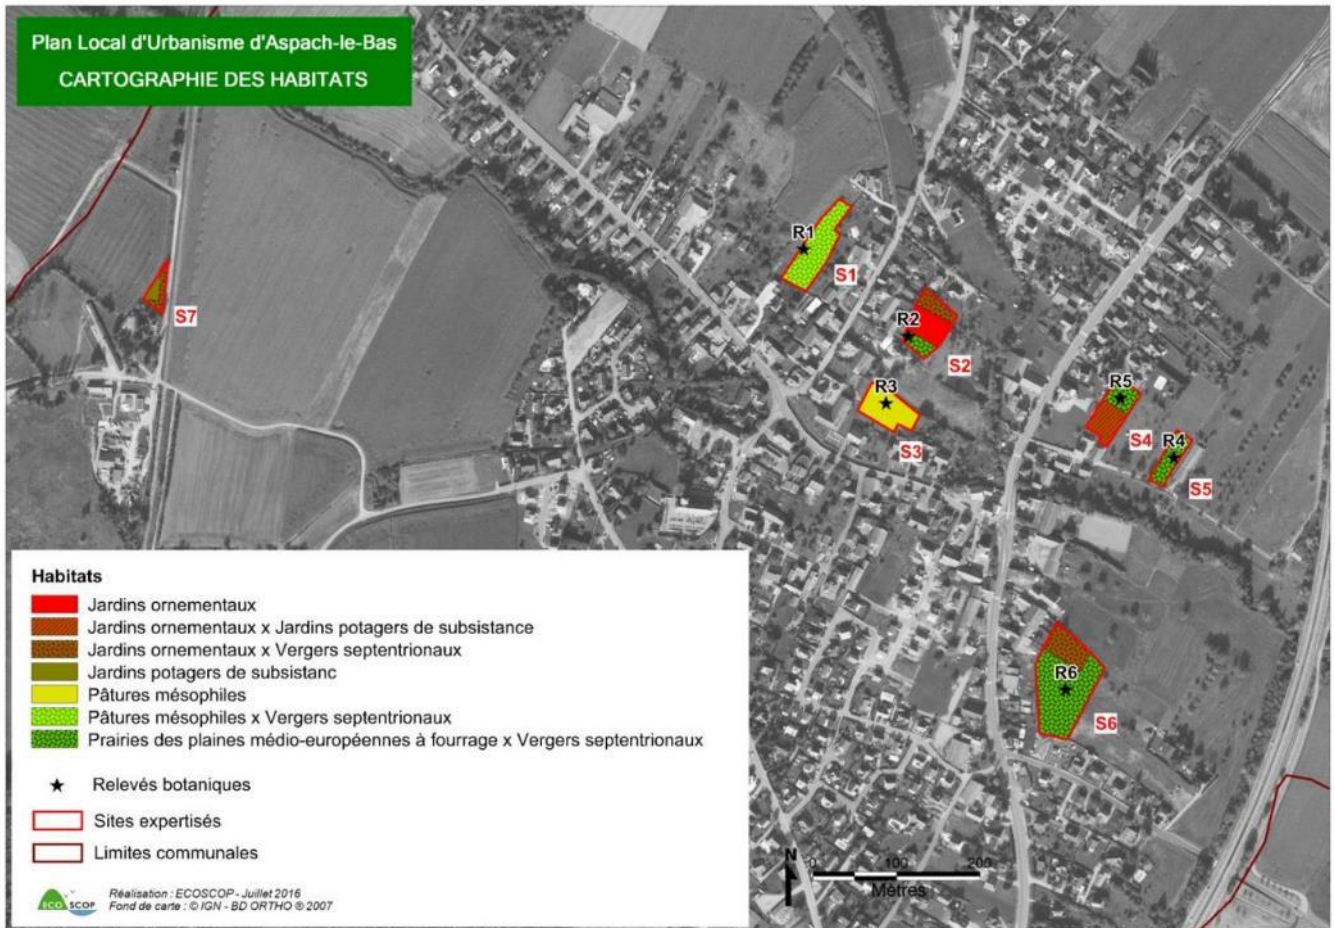 Plan Local d'Urbanisme d'Aspach-le-Bas
CARTOGRAPHIE DES HABITATS
R1
S1
S7
R2
S2
R3
S3
R5
S4
R4
S5
R6
S6
Habitats
Jardins ornementaux
Jardins ornementaux x Jardins potagers de subsistance
Jardins ornementaux x Vergers septentrionaux
Jardins potagers de subsistanc
Pâtures mésophiles
Pâtures mésophiles x Vergers septentrionaux
Prairies des plaines médio-européennes à fourrage x Vergers septentrionaux
Relevés botaniques
Sites expertisés
Limites communales
ECO SCOP
Réalisation : ECOSCOP - Juillet 2016
Fond de carte : © IGN - BD ORTHO ® 2007
N
0 100 200
Mètres